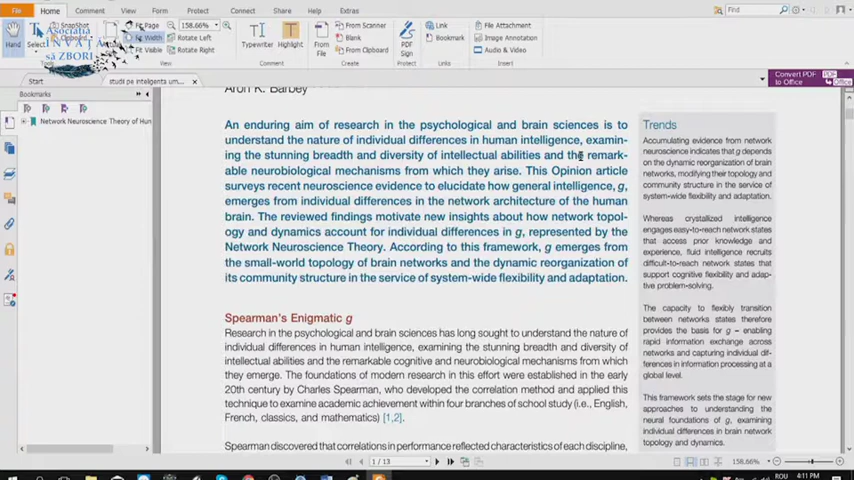 File
Home
View
Form
Protect
Share
Help
Extras
Find
Hand
Select
SnapShot
Clipboard
Asociația
ÎNVAȚĂ
să ZBORI
Fit Page
Fit Width
Fit Visible
158.66%
Rotate Left
Rotate Right
Typewriter
Highlight
From File
From Scanner
Blank
From Clipboard
PDF Sign
Link
Bookmark
File Attachment
Image Annotation
Audio & Video
Tools
View
Comment
Create
Protect
Links
Insert
Start
studii pe inteligenta um...
Convert PDF
to Office
Bookmarks
Network Neuroscience Theory of Hun
Aron K. Barbey
An enduring aim of research in the psychological and brain sciences is to
understand the nature of individual differences in human intelligence, examin-
ing the stunning breadth and diversity of intellectual abilities and the remark-
able neurobiological mechanisms from which they arise. This Opinion article
surveys recent neuroscience evidence to elucidate how general intelligence, g,
emerges from individual differences in the network architecture of the human
brain. The reviewed findings motivate new insights about how network topol-
ogy and dynamics account for individual differences in g, represented by the
Network Neuroscience Theory. According to this framework, g emerges from
the small-world topology of brain networks and the dynamic reorganization of
its community structure in the service of system-wide flexibility and adaptation.
Spearman's Enigmatic g
Research in the psychological and brain sciences has long sought to understand the nature of
individual differences in human intelligence, examining the stunning breadth and diversity of
intellectual abilities and the remarkable cognitive and neurobiological mechanisms from which
they emerge. The foundations of modern research in this effort were established in the early
20th century by Charles Spearman, who developed the correlation method and applied this
technique to examine academic achievement within four branches of school study (i.e., English,
French, classics, and mathematics) [1,2].
Spearman discovered that correlations in performance reflected characteristics of each discipline,
Trends
Accumulating evidence from network
neuroscience indicates that g depends
on the dynamic reorganization of brain
networks, modifying their topology and
community structure in the service of
system-wide flexibility and adaptation.
Whereas crystallized intelligence
engages easy-to-reach network states
that access prior knowledge and
experience, fluid intelligence recruits
difficult-to-reach network states that
support cognitive flexibility and adap-
tive problem-solving.
The capacity to flexibly transition
between networks states therefore
provides the basis for g – enabling
rapid information exchange across
networks and capturing individual dif-
ferences in information processing at a
global level.
This framework sets the stage for new
approaches to understanding the
neural foundations of g, examining
individual differences in brain network
topology and dynamics.
1 / 13
158.66%
ROU
4:11 PM